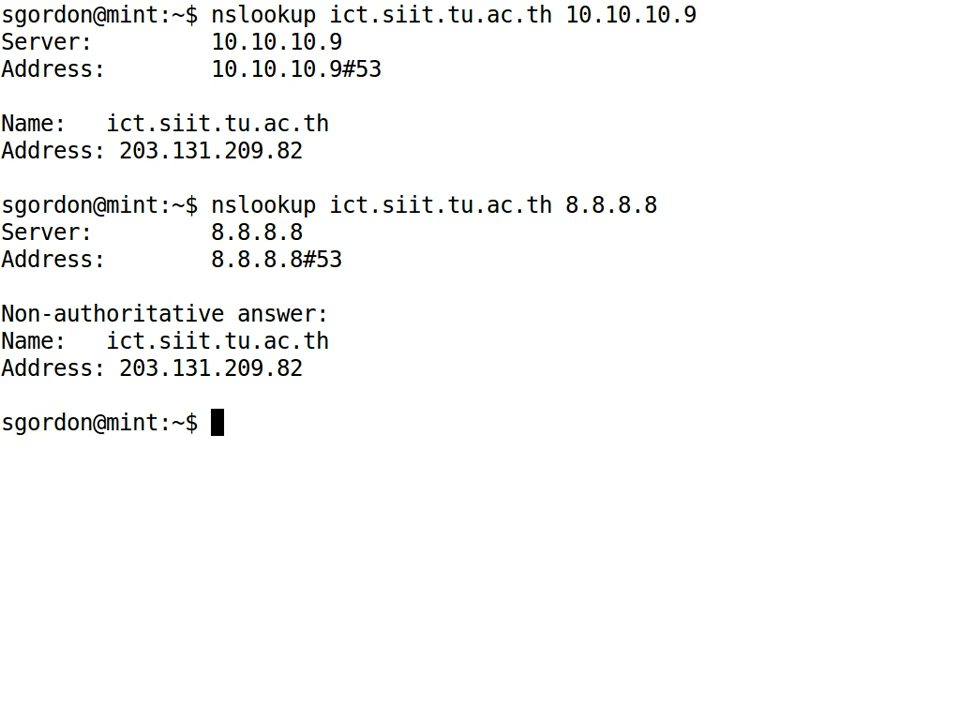 sgordon@mint:~$ nslookup ict.siit.tu.ac.th 10.10.10.9
Server:         10.10.10.9
Address:        10.10.10.9#53

Name:   ict.siit.tu.ac.th
Address: 203.131.209.82

sgordon@mint:~$ nslookup ict.siit.tu.ac.th 8.8.8.8
Server:         8.8.8.8
Address:        8.8.8.8#53

Non-authoritative answer:
Name:   ict.siit.tu.ac.th
Address: 203.131.209.82

sgordon@mint:~$